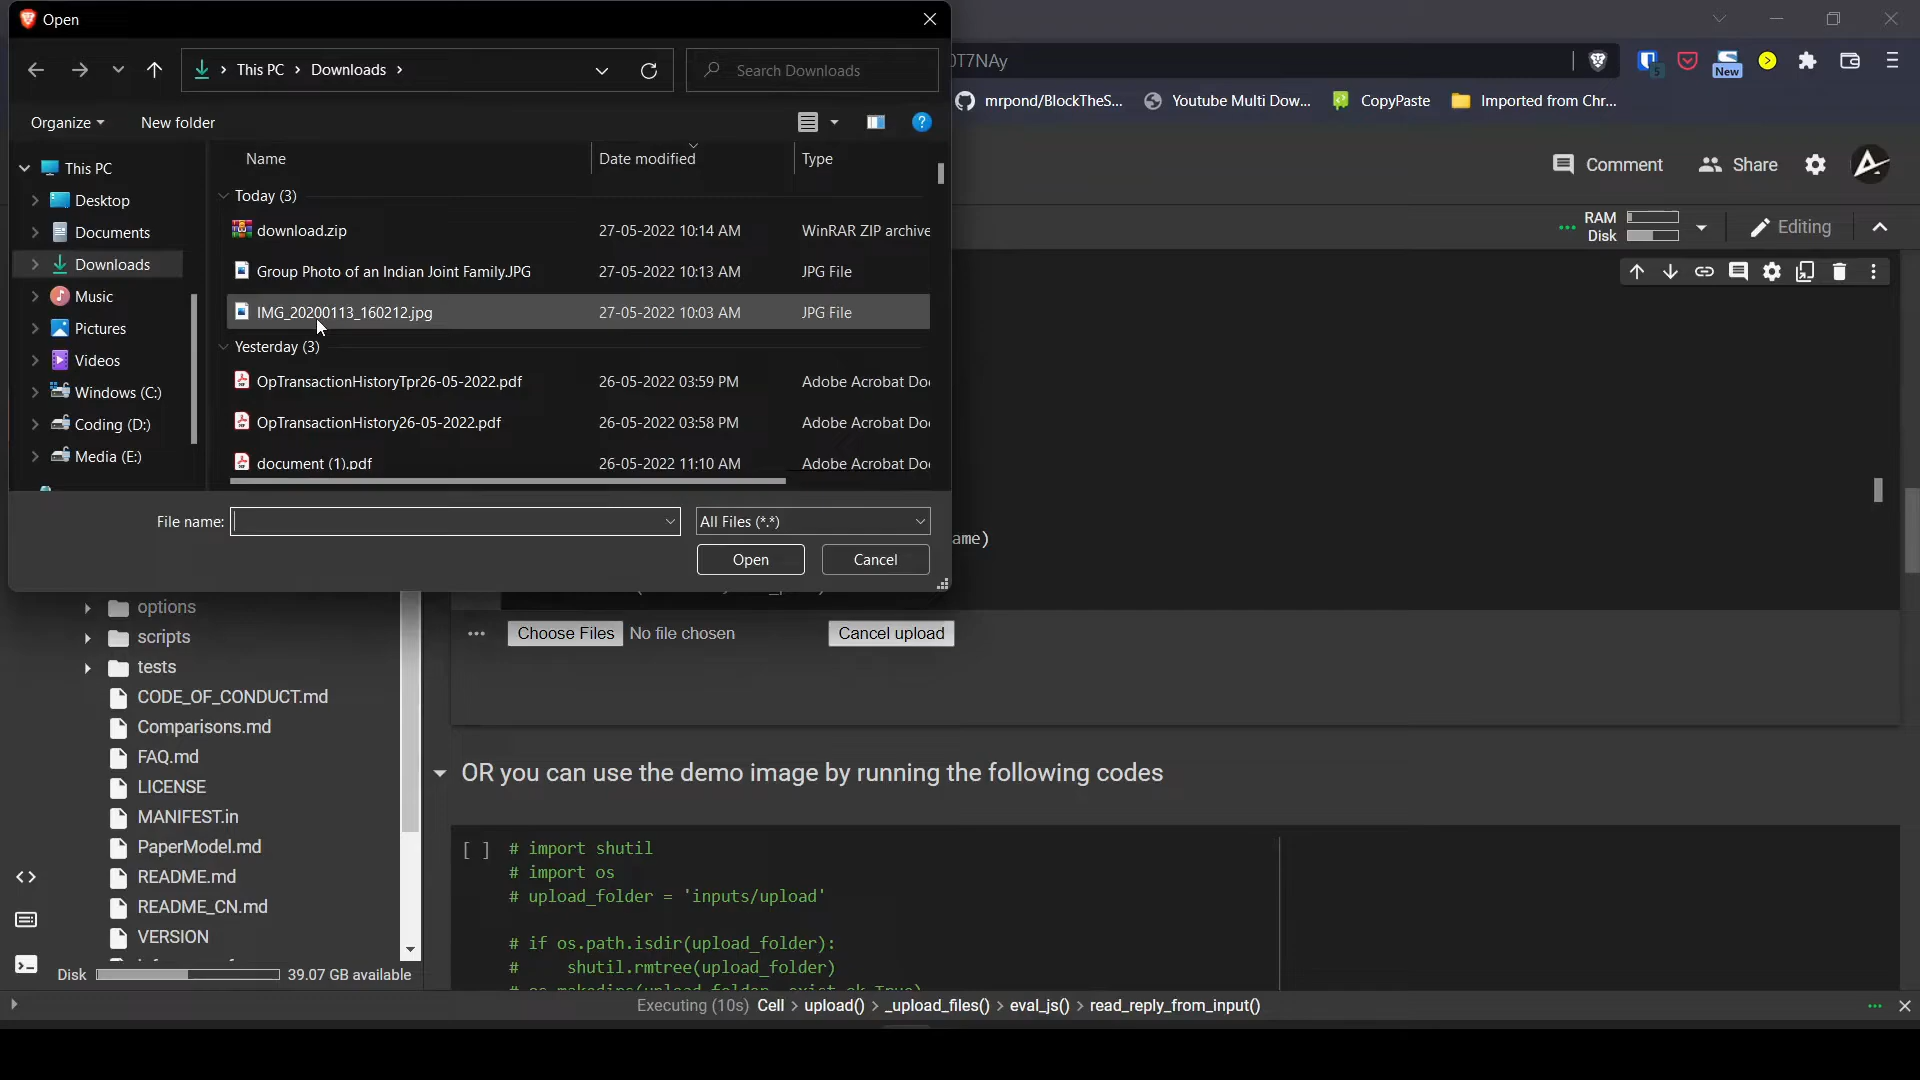 Open
This PC > Downloads >
Search Downloads
Organize
New folder
Name
Date modified
Type
This PC
Desktop
Documents
Downloads
Music
Pictures
Videos
Windows (C:)
Coding (D:)
Media (E:)
Today (3)
download.zip 27-05-2022 10:14 AM WinRAR ZIP archive
Group Photo of an Indian Joint Family.JPG 27-05-2022 10:13 AM JPG File
IMG_20200113_160212.jpg 27-05-2022 10:03 AM JPG File
Yesterday (3)
OpTransactionHistoryTpr26-05-2022.pdf 26-05-2022 03:59 PM Adobe Acrobat Do
OpTransactionHistory26-05-2022.pdf 26-05-2022 03:58 PM Adobe Acrobat Do
document (1).pdf 26-05-2022 11:10 AM Adobe Acrobat Do
File name:
All Files (*.*)
Open
Cancel
0T7NAy
5
New
mrpond/BlockTheS...
Youtube Multi Dow...
CopyPaste
Imported from Chr...
Comment
Share
RAM
Disk
Editing
ame)
Choose Files No file chosen
Cancel upload
options
scripts
tests
CODE_OF_CONDUCT.md
Comparisons.md
FAQ.md
LICENSE
MANIFEST.in
PaperModel.md
README.md
README_CN.md
VERSION
Disk
39.07 GB available
OR you can use the demo image by running the following codes
[ ]
# import shutil
# import os
# upload_folder = 'inputs/upload'
# if os.path.isdir(upload_folder):
#     shutil.rmtree(upload_folder)
Executing (10s) Cell > upload() > _upload_files() > eval_js() > read_reply_from_input()